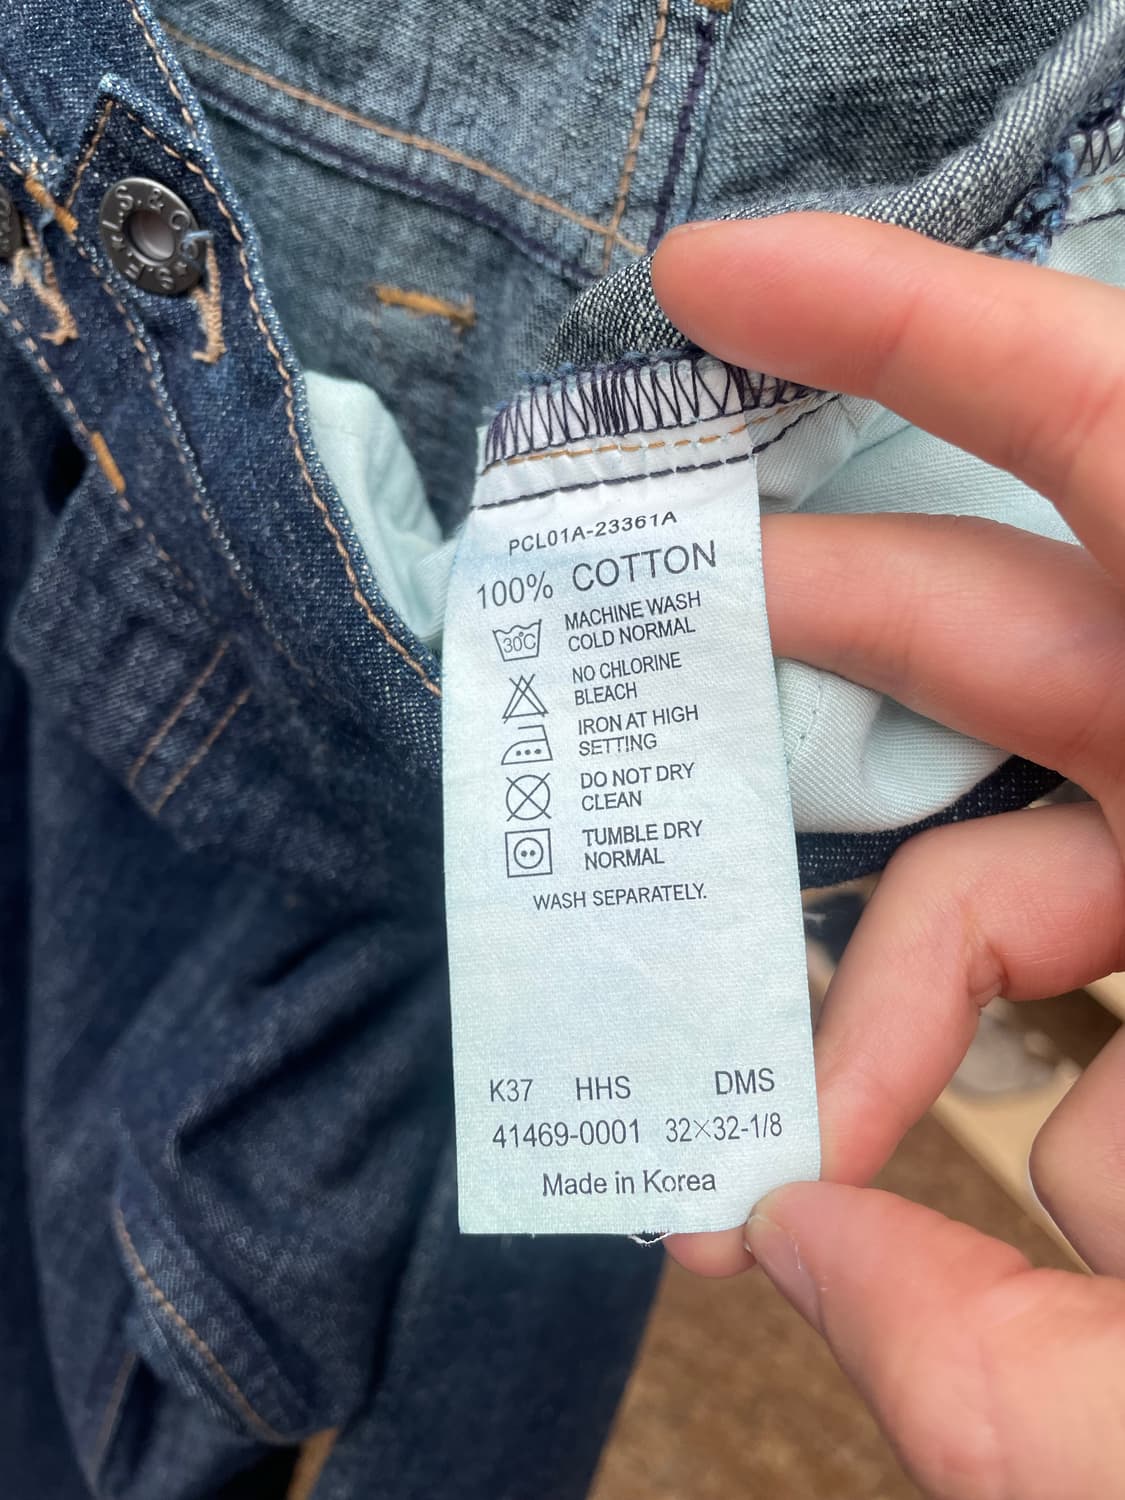 L.S.&CO
S.F.
PCL01A-23361A
100% COTTON
30C
MACHINE WASH
COLD NORMAL
NO CHLORINE
BLEACH
IRON AT HIGH
SETTING
DO NOT DRY
CLEAN
TUMBLE DRY
NORMAL
WASH SEPARATELY.
K37 HHS DMS
41469-0001 32×32-1/8
Made in Korea